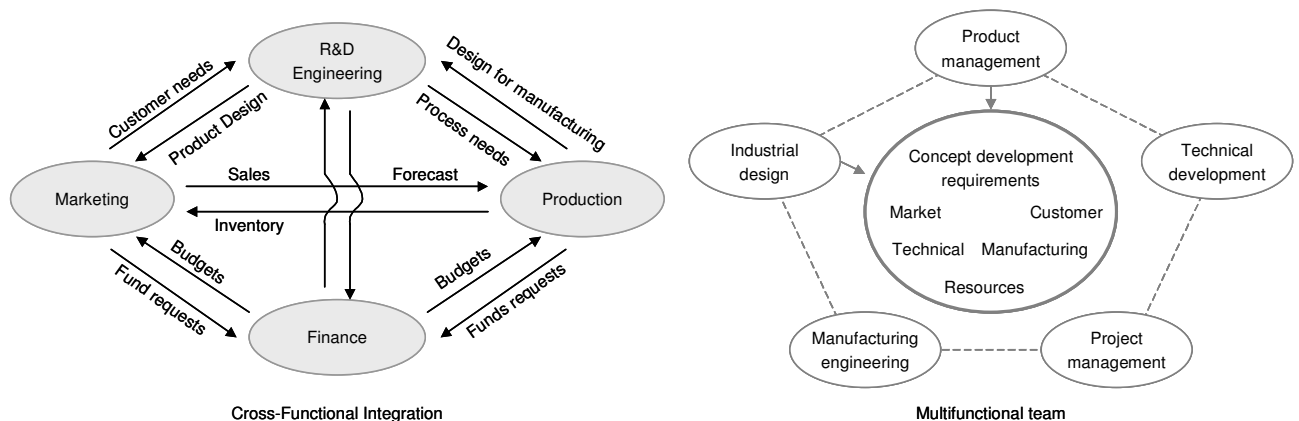 R&D
Engineering
Customer needs
Product Design
Design for manufacturing
Process needs
Marketing
Sales
Forecast
Inventory
Production
Budgets
Fund requests
Budgets
Funds requests
Finance
Cross-Functional Integration
Product
management
Industrial
design
Technical
development
Concept development
requirements
Market
Customer
Technical
Manufacturing
Resources
Manufacturing
engineering
Project
management
Multifunctional team